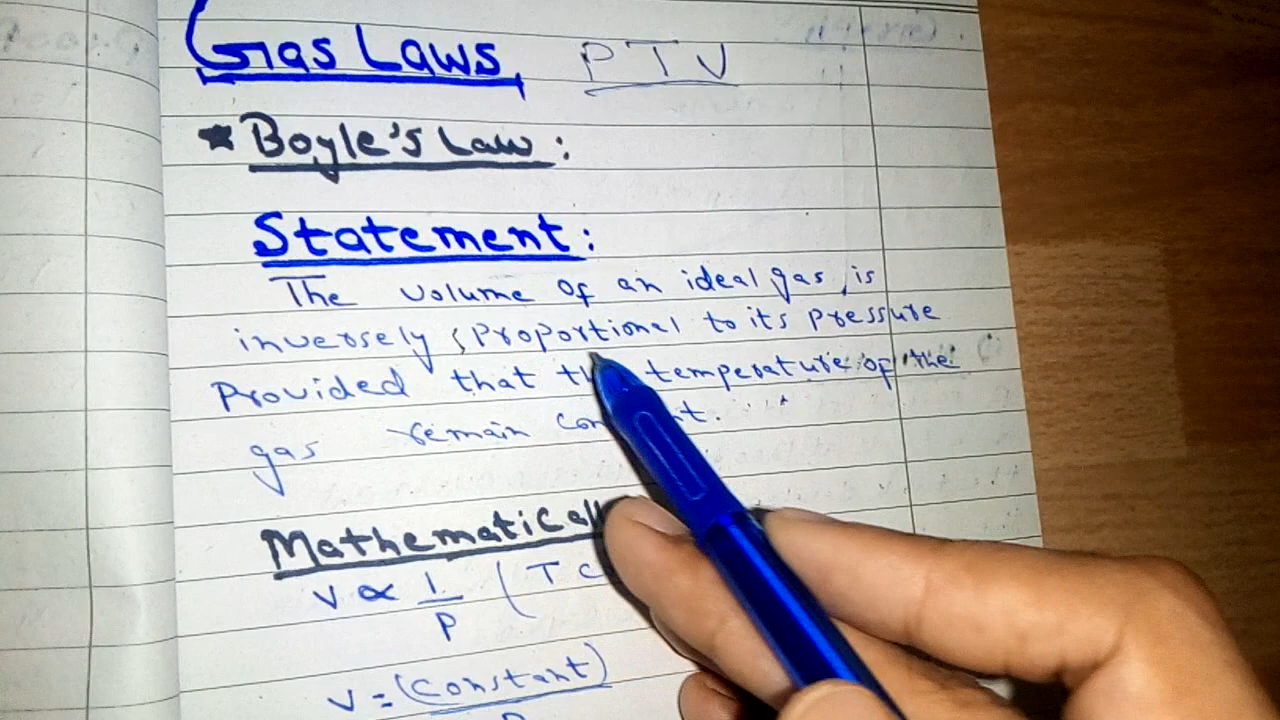 Gas Laws, PTV
* Boyle's Law:
Statement:
The volume of an ideal gas, is
inversely proportional to its pressure
Provided that the temperature of the
gas remain
Mathematically
V ∝ 1/P (T
V = (Constant)/P